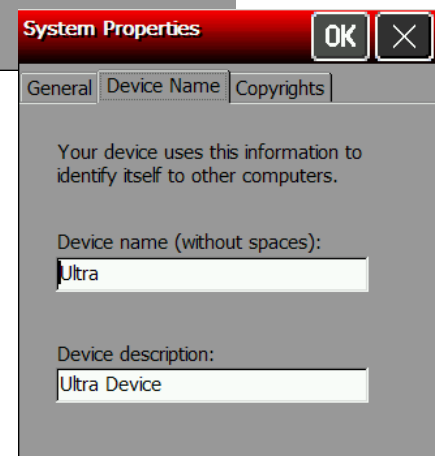 System Properties
OK
General Device Name Copyrights
Your device uses this information to
identify itself to other computers.
Device name (without spaces):
Ultra
Device description:
Ultra Device